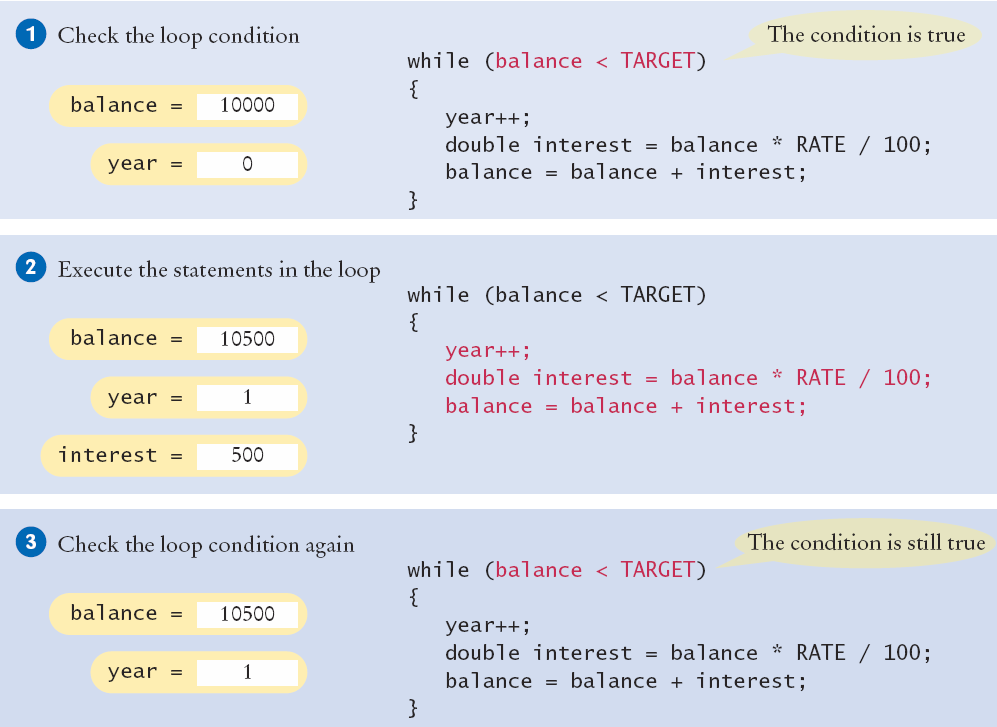 1 Check the loop condition
The condition is true
balance = 10000
year = 0
while (balance < TARGET)
{
year++;
double interest = balance * RATE / 100;
balance = balance + interest;
}
2 Execute the statements in the loop
balance = 10500
year = 1
interest = 500
while (balance < TARGET)
{
year++;
double interest = balance * RATE / 100;
balance = balance + interest;
}
3 Check the loop condition again
The condition is still true
balance = 10500
year = 1
while (balance < TARGET)
{
year++;
double interest = balance * RATE / 100;
balance = balance + interest;
}